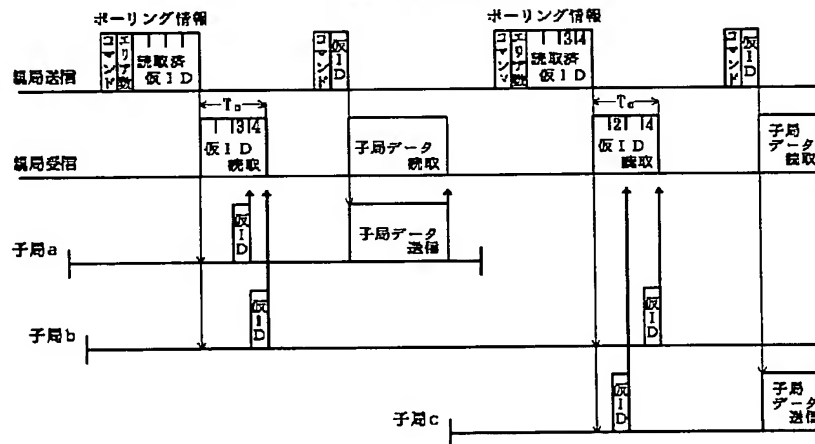 ポーリング情報
ポーリング情報
コマンド
エリア数
読取済
仮ID
コマンド
仮ID
コマンド
エリア数
3 4
読取済
仮ID
コマンド
仮ID
親局送信
3 4
仮ID
読取
子局データ
読取
2 4
仮ID
読取
子局
データ
読取
親局受信
仮ID
子局データ
送信
子局a
仮ID
仮ID
子局b
仮ID
子局
データ
送信
子局c